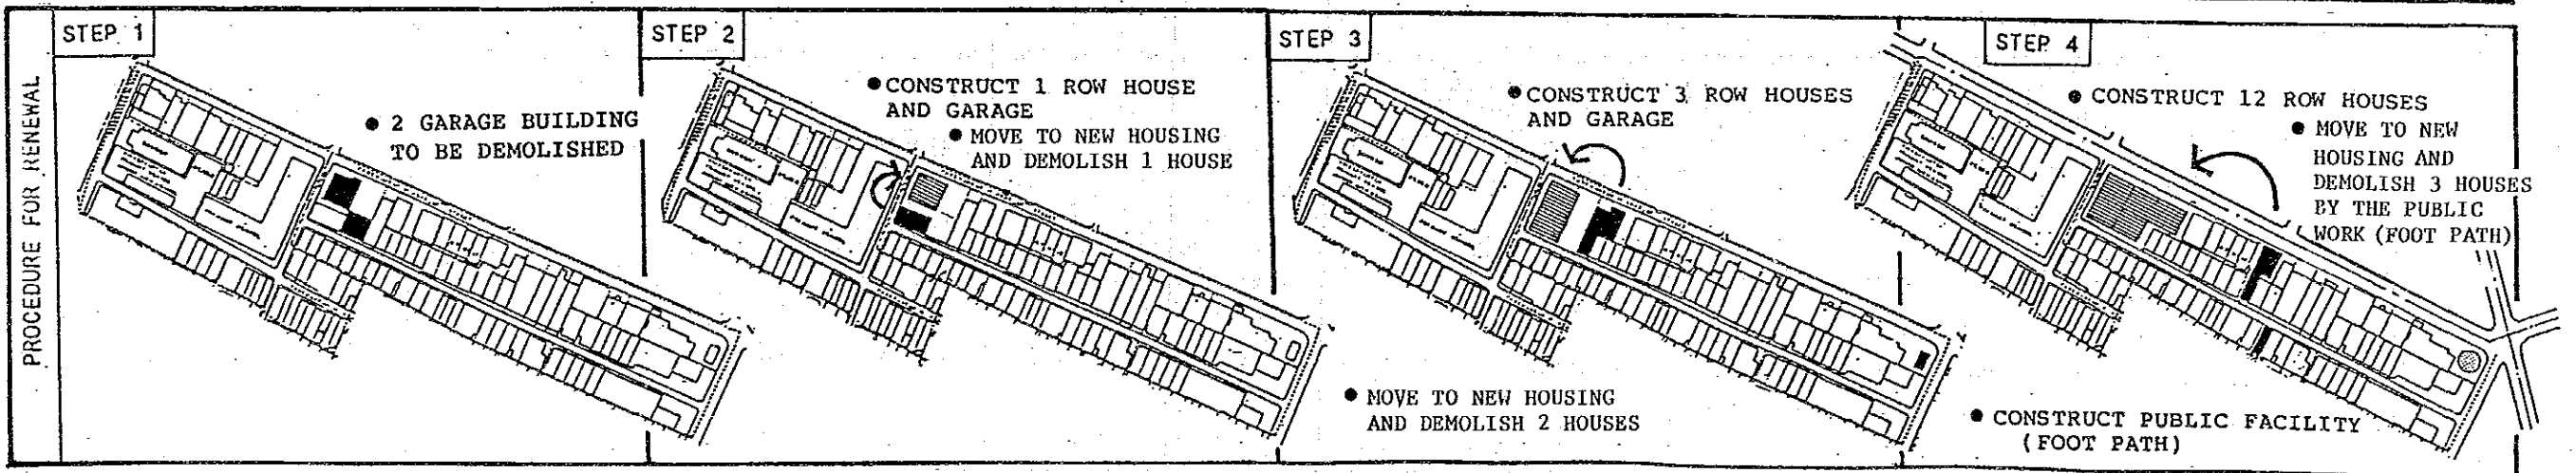 PROCEDURE FOR RENEWAL
STEP 1
● 2 GARAGE BUILDING
TO BE DEMOLISHED
STEP 2
● CONSTRUCT 1 ROW HOUSE
AND GARAGE
● MOVE TO NEW HOUSING
AND DEMOLISH 1 HOUSE
STEP 3
● CONSTRUCT 3 ROW HOUSES
AND GARAGE
● MOVE TO NEW HOUSING
AND DEMOLISH 2 HOUSES
STEP 4
● CONSTRUCT 12 ROW HOUSES
● MOVE TO NEW
HOUSING AND
DEMOLISH 3 HOUSES
BY THE PUBLIC
WORK (FOOT PATH)
● CONSTRUCT PUBLIC FACILITY
(FOOT PATH)